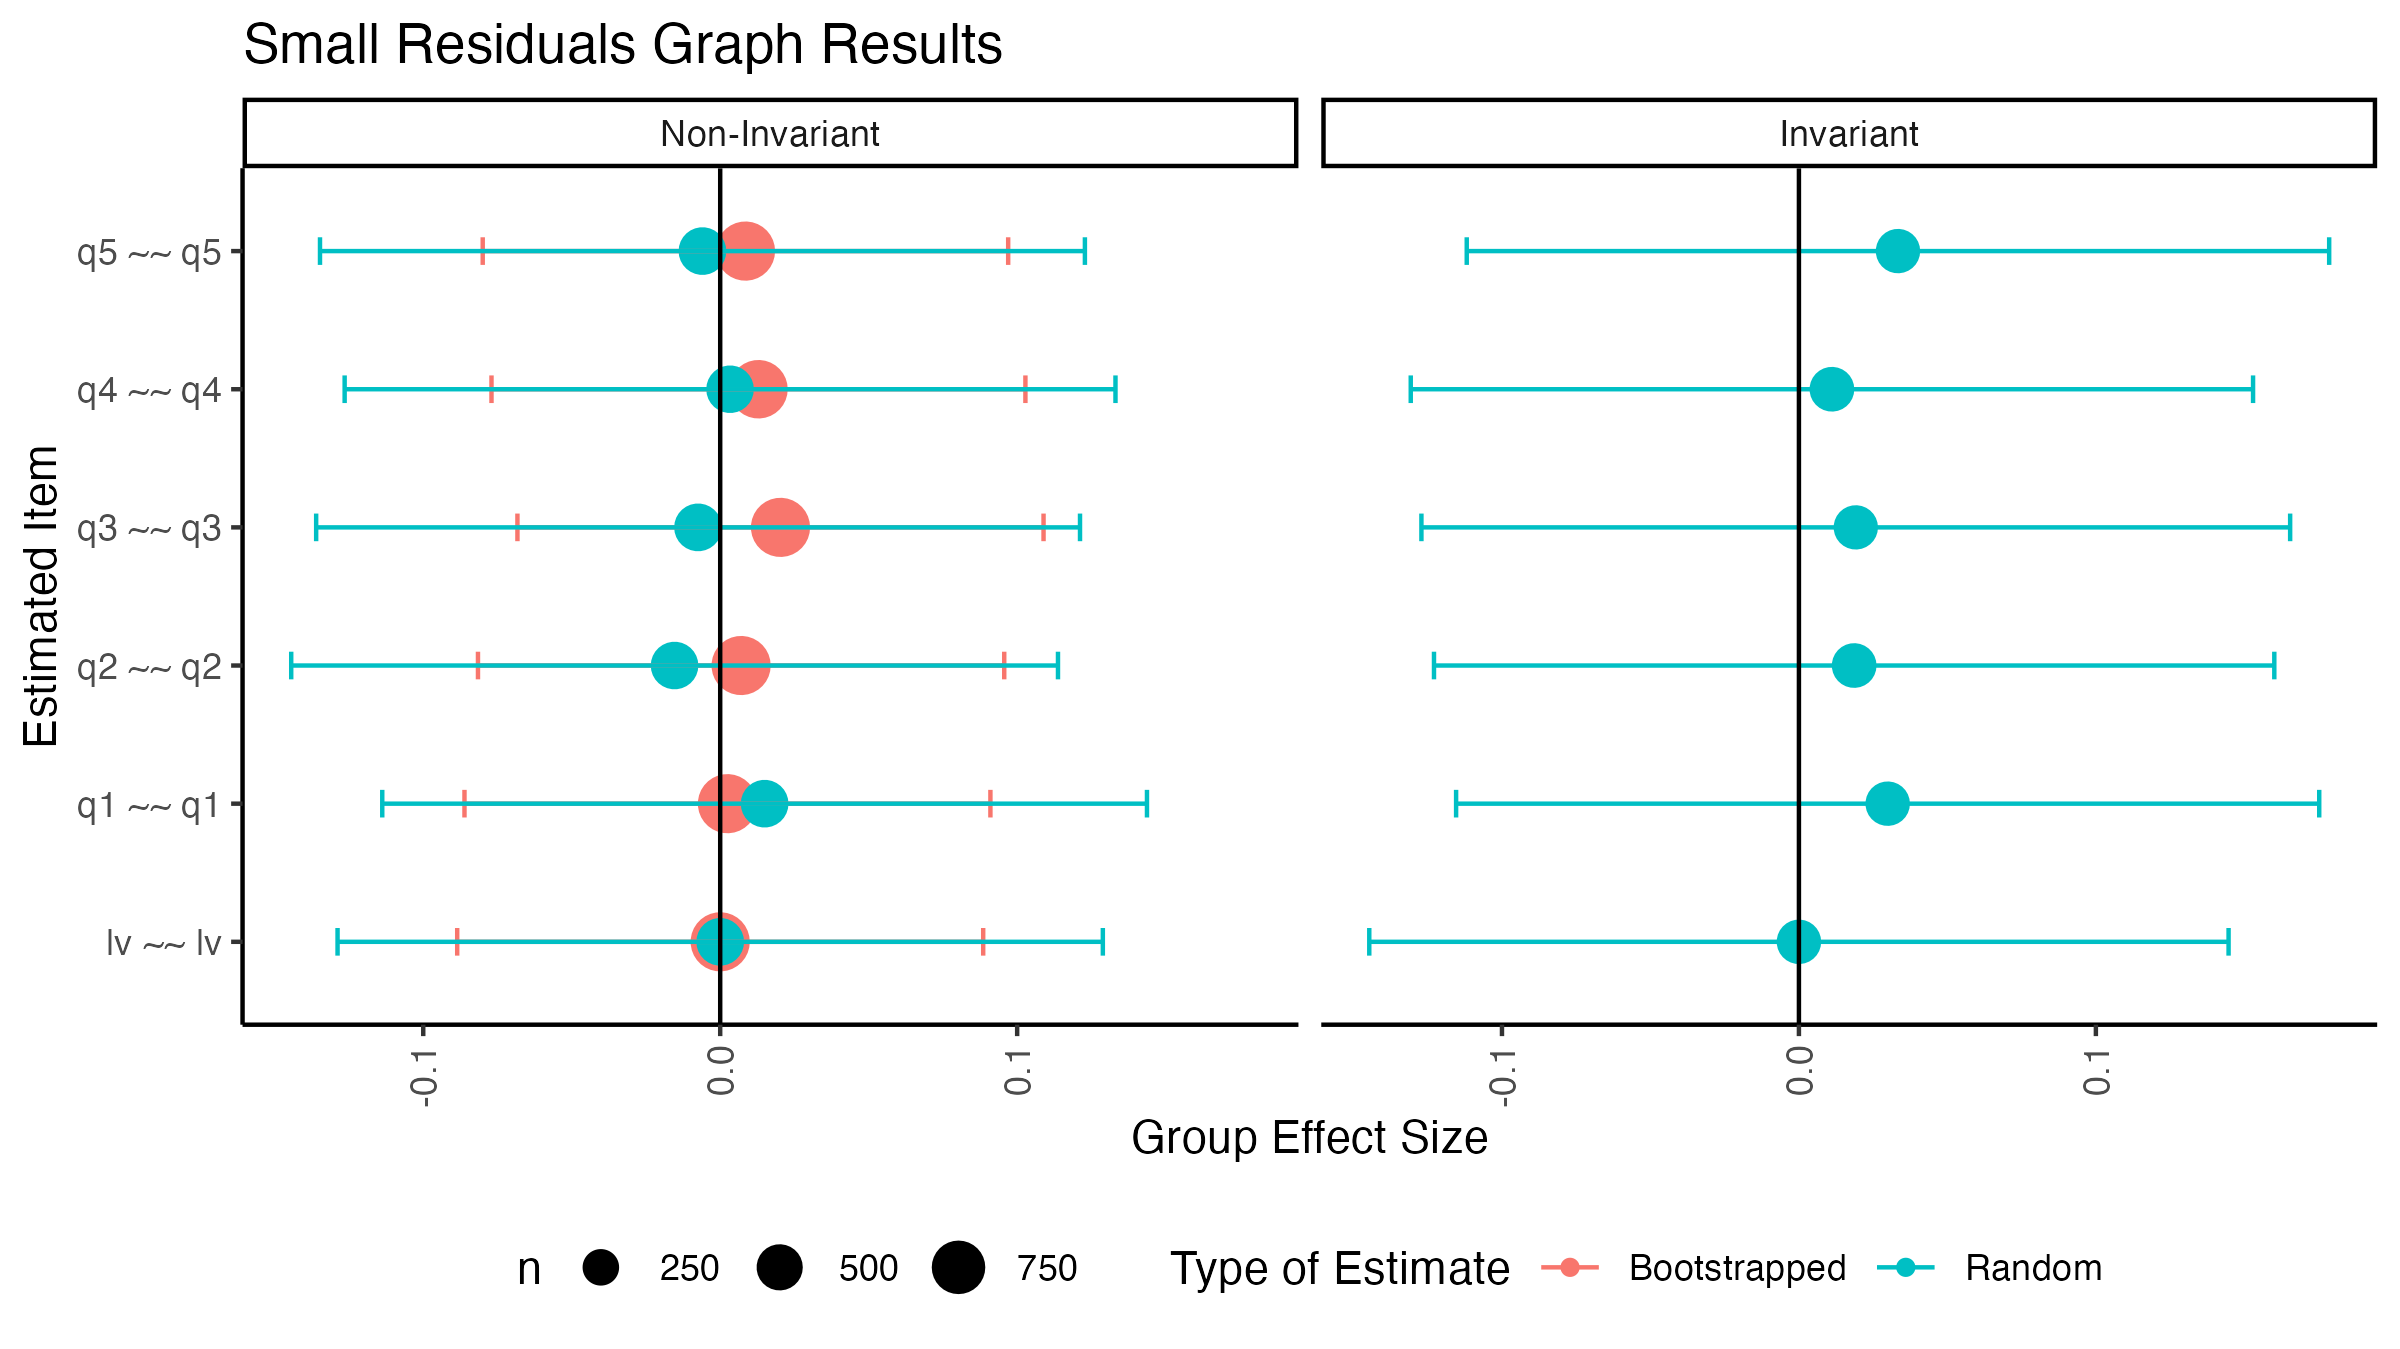 Small Residuals Graph Results
Non-Invariant
Invariant
Estimated Item
q5 ~~ q5
q4 ~~ q4
q3 ~~ q3
q2 ~~ q2
q1 ~~ q1
lv ~~ lv
-0.1 0.0 0.1
-0.1 0.0 0.1
Group Effect Size
n 250 500 750
Type of Estimate Bootstrapped Random